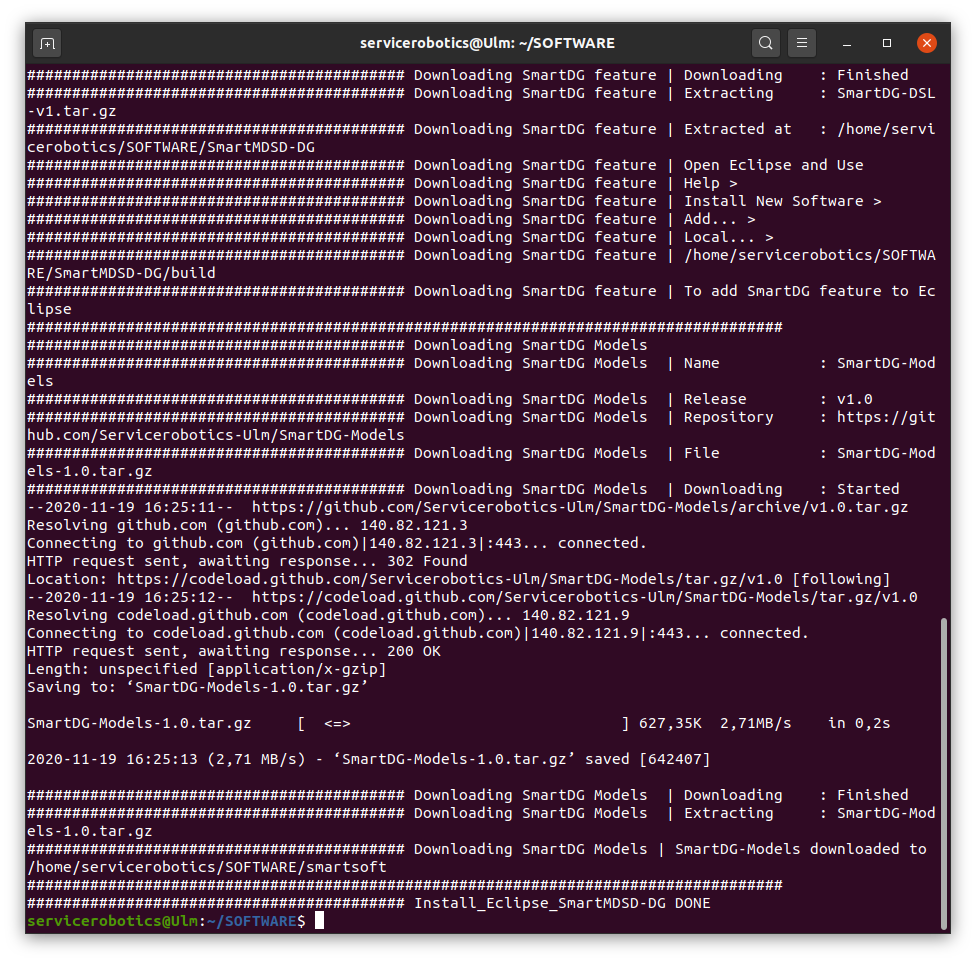 servicerobotics@Ulm: ~/SOFTWARE
########################################## Downloading SmartDG feature | Downloading    : Finished
########################################## Downloading SmartDG feature | Extracting     : SmartDG-DSL
-v1.tar.gz
########################################## Downloading SmartDG feature | Extracted at   : /home/servi
cerobotics/SOFTWARE/SmartMDSD-DG
########################################## Downloading SmartDG feature | Open Eclipse and Use
########################################## Downloading SmartDG feature | Help >
########################################## Downloading SmartDG feature | Install New Software >
########################################## Downloading SmartDG feature | Add... >
########################################## Downloading SmartDG feature | Local... >
########################################## Downloading SmartDG feature | /home/servicerobotics/SOFTWA
RE/SmartMDSD-DG/build
########################################## Downloading SmartDG feature | To add SmartDG feature to Ec
lipse
####################################################################################
########################################## Downloading SmartDG Models
########################################## Downloading SmartDG Models  | Name           : SmartDG-Mod
els
########################################## Downloading SmartDG Models  | Release        : v1.0
########################################## Downloading SmartDG Models  | Repository     : https://git
hub.com/Servicerobotics-Ulm/SmartDG-Models
########################################## Downloading SmartDG Models  | File           : SmartDG-Mod
els-1.0.tar.gz
########################################## Downloading SmartDG Models  | Downloading    : Started
--2020-11-19 16:25:11--  https://github.com/Servicerobotics-Ulm/SmartDG-Models/archive/v1.0.tar.gz
Resolving github.com (github.com)... 140.82.121.3
Connecting to github.com (github.com)|140.82.121.3|:443... connected.
HTTP request sent, awaiting response... 302 Found
Location: https://codeload.github.com/Servicerobotics-Ulm/SmartDG-Models/tar.gz/v1.0 [following]
--2020-11-19 16:25:12--  https://codeload.github.com/Servicerobotics-Ulm/SmartDG-Models/tar.gz/v1.0
Resolving codeload.github.com (codeload.github.com)... 140.82.121.9
Connecting to codeload.github.com (codeload.github.com)|140.82.121.9|:443... connected.
HTTP request sent, awaiting response... 200 OK
Length: unspecified [application/x-gzip]
Saving to: ‘SmartDG-Models-1.0.tar.gz’
SmartDG-Models-1.0.tar.gz     [  <=>                              ] 627,35K  2,71MB/s    in 0,2s
2020-11-19 16:25:13 (2,71 MB/s) - ‘SmartDG-Models-1.0.tar.gz’ saved [642407]
########################################## Downloading SmartDG Models  | Downloading    : Finished
########################################## Downloading SmartDG Models  | Extracting     : SmartDG-Mod
els-1.0.tar.gz
########################################## Downloading SmartDG Models | SmartDG-Models downloaded to
/home/servicerobotics/SOFTWARE/smartsoft
####################################################################################
########################################## Install_Eclipse_SmartMDSD-DG DONE
servicerobotics@Ulm:~/SOFTWARE$